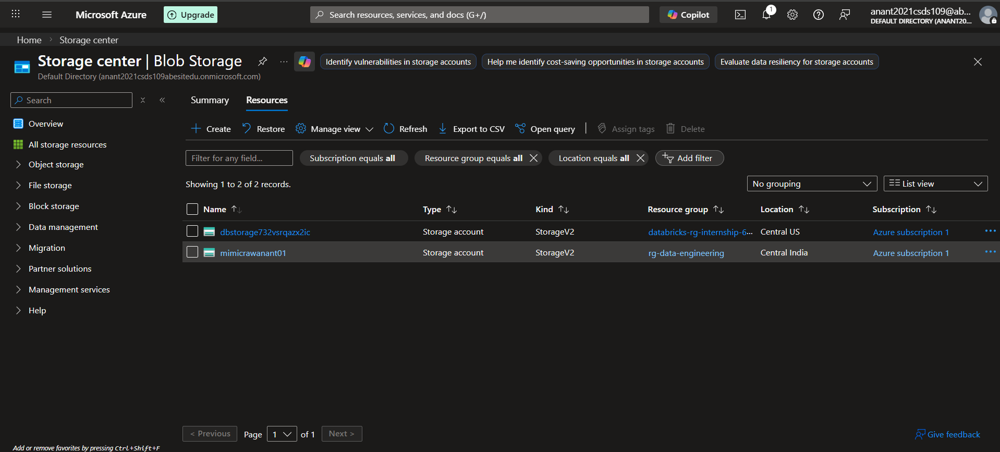 Microsoft Azure
Upgrade
Search resources, services, and docs (G+/)
Copilot
1
anant2021csds109@ab...
DEFAULT DIRECTORY (ANANT20...
Home > Storage center
Storage center | Blob Storage
...
Identify vulnerabilities in storage accounts
Help me identify cost-saving opportunities in storage accounts
Evaluate data resiliency for storage accounts
Default Directory (anant2021csds109abesitedu.onmicrosoft.com)
Search
Overview
All storage resources
Object storage
File storage
Block storage
Data management
Migration
Partner solutions
Management services
Help
Summary
Resources
Create
Restore
Manage view
Refresh
Export to CSV
Open query
Assign tags
Delete
Filter for any field...
Subscription equals all
Resource group equals all
Location equals all
Add filter
Showing 1 to 2 of 2 records.
No grouping
List view
Name Type Kind Resource group Location Subscription
dbstorage732vsrqazx2ic Storage account StorageV2 databricks-rg-internship-6... Central US Azure subscription 1
mimicrawanant01 Storage account StorageV2 rg-data-engineering Central India Azure subscription 1
< Previous Page 1 of 1 Next >
Give feedback
Add or remove favorites by pressing Ctrl+Shift+F